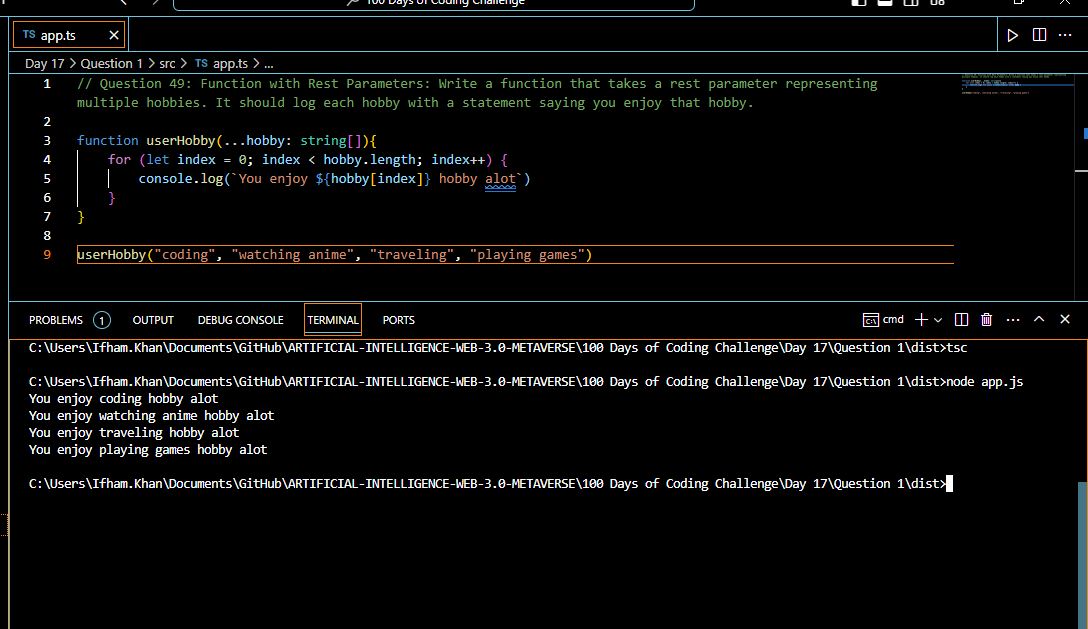 100 Days of Coding Challenge
TS app.ts
Day 17 > Question 1 > src > TS app.ts > ...
1 // Question 49: Function with Rest Parameters: Write a function that takes a rest parameter representing
multiple hobbies. It should log each hobby with a statement saying you enjoy that hobby.
2
3 function userHobby(...hobby: string[]){
4 for (let index = 0; index < hobby.length; index++) {
5 console.log(`You enjoy ${hobby[index]} hobby alot`)
6 }
7 }
8
9 userHobby("coding", "watching anime", "traveling", "playing games")
PROBLEMS 1 OUTPUT DEBUG CONSOLE TERMINAL PORTS cmd
C:\Users\Ifham.Khan\Documents\GitHub\ARTIFICIAL-INTELLIGENCE-WEB-3.0-METAVERSE\100 Days of Coding Challenge\Day 17\Question 1\dist>tsc
C:\Users\Ifham.Khan\Documents\GitHub\ARTIFICIAL-INTELLIGENCE-WEB-3.0-METAVERSE\100 Days of Coding Challenge\Day 17\Question 1\dist>node app.js
You enjoy coding hobby alot
You enjoy watching anime hobby alot
You enjoy traveling hobby alot
You enjoy playing games hobby alot
C:\Users\Ifham.Khan\Documents\GitHub\ARTIFICIAL-INTELLIGENCE-WEB-3.0-METAVERSE\100 Days of Coding Challenge\Day 17\Question 1\dist>